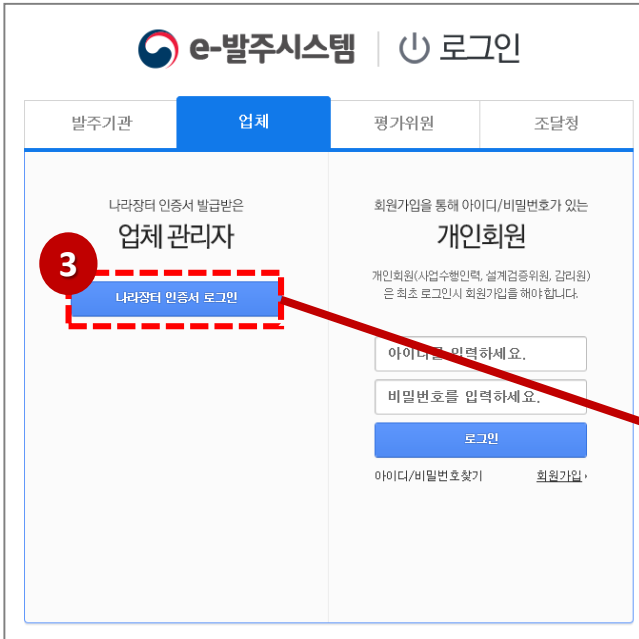 e-발주시스템 로그인
발주기관 업체 평가위원 조달청
나라장터 인증서 발급받은
업체 관리자
3
나라장터 인증서 로그인
회원가입을 통해 아이디/비밀번호가 있는
개인회원
개인회원(사업수행인력, 설계검증위원, 감리원)
은 최초 로그인시 회원가입을 해야 합니다.
아이디를 입력하세요.
비밀번호를 입력하세요.
로그인
아이디/비밀번호찾기 회원가입